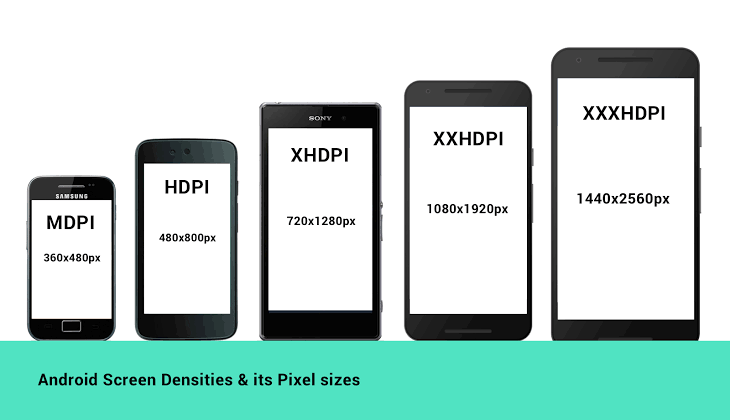 SAMSUNG
MDPI
360x480px
HDPI
480x800px
SONY
XHDPI
720x1280px
XXHDPI
1080x1920px
XXXHDPI
1440x2560px
Android Screen Densities & its Pixel sizes